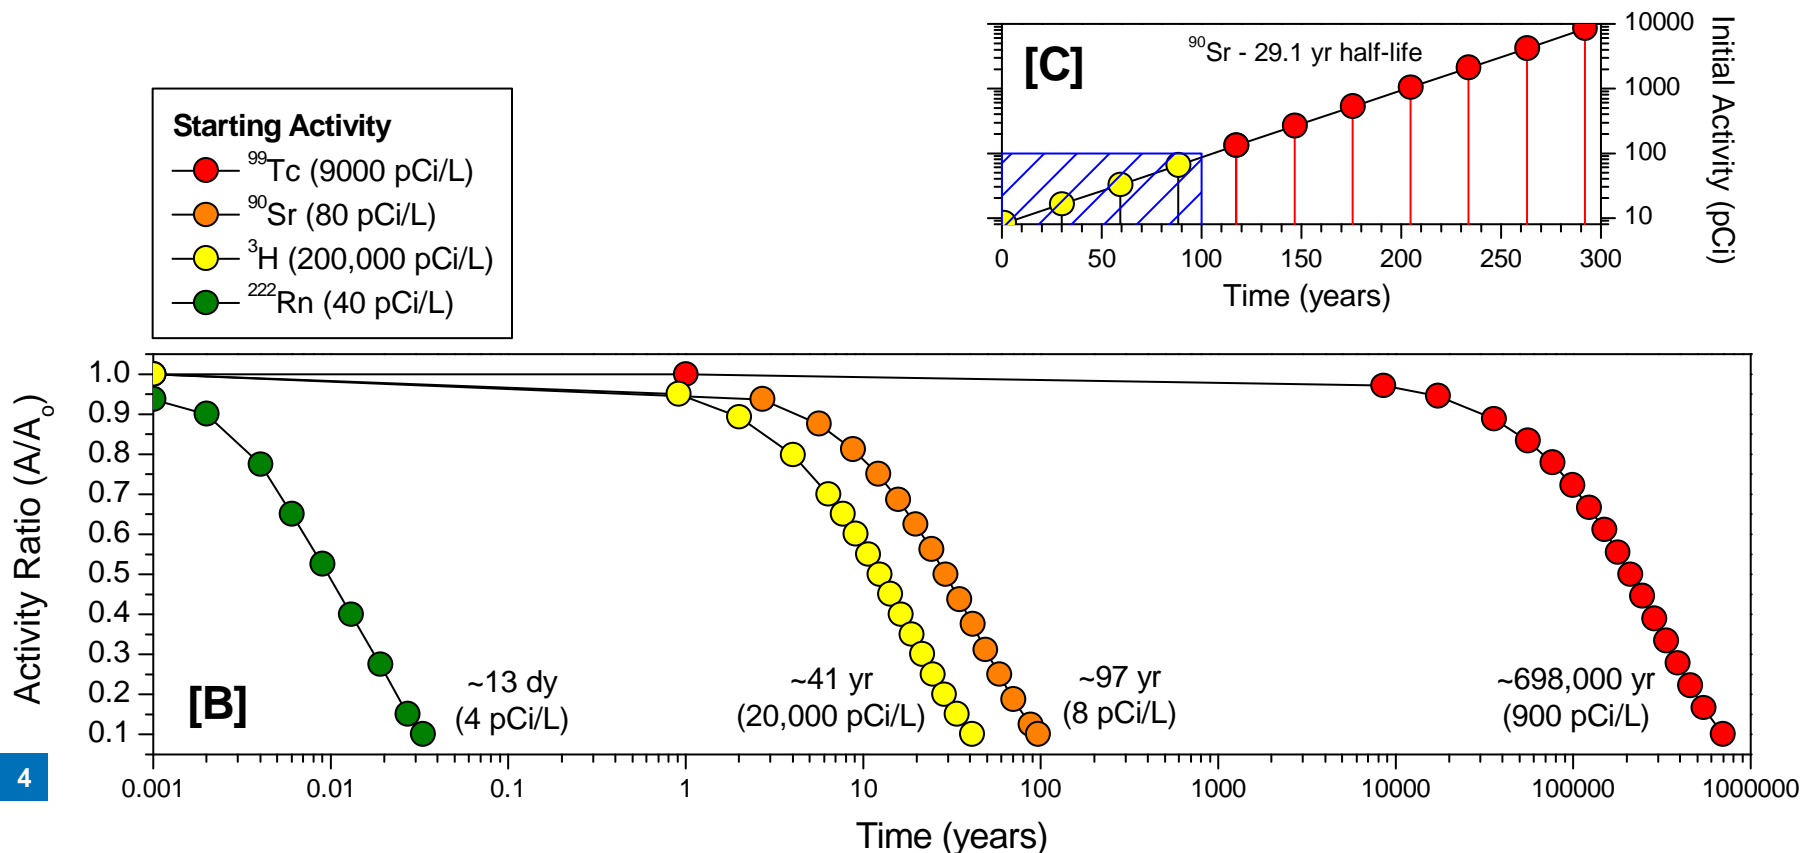 [C]
⁹⁰Sr - 29.1 yr half-life
10000
1000
100
10
Initial Activity (pCi)
0 50 100 150 200 250 300
Time (years)
Starting Activity
⁹⁹Tc (9000 pCi/L)
⁹⁰Sr (80 pCi/L)
³H (200,000 pCi/L)
²²²Rn (40 pCi/L)
Activity Ratio (A/Aₒ)
1.0
0.9
0.8
0.7
0.6
0.5
0.4
0.3
0.2
0.1
[B]
~13 dy
(4 pCi/L)
~41 yr
(20,000 pCi/L)
~97 yr
(8 pCi/L)
~698,000 yr
(900 pCi/L)
4
0.001 0.01 0.1 1 10 100 1000 10000 100000 1000000
Time (years)